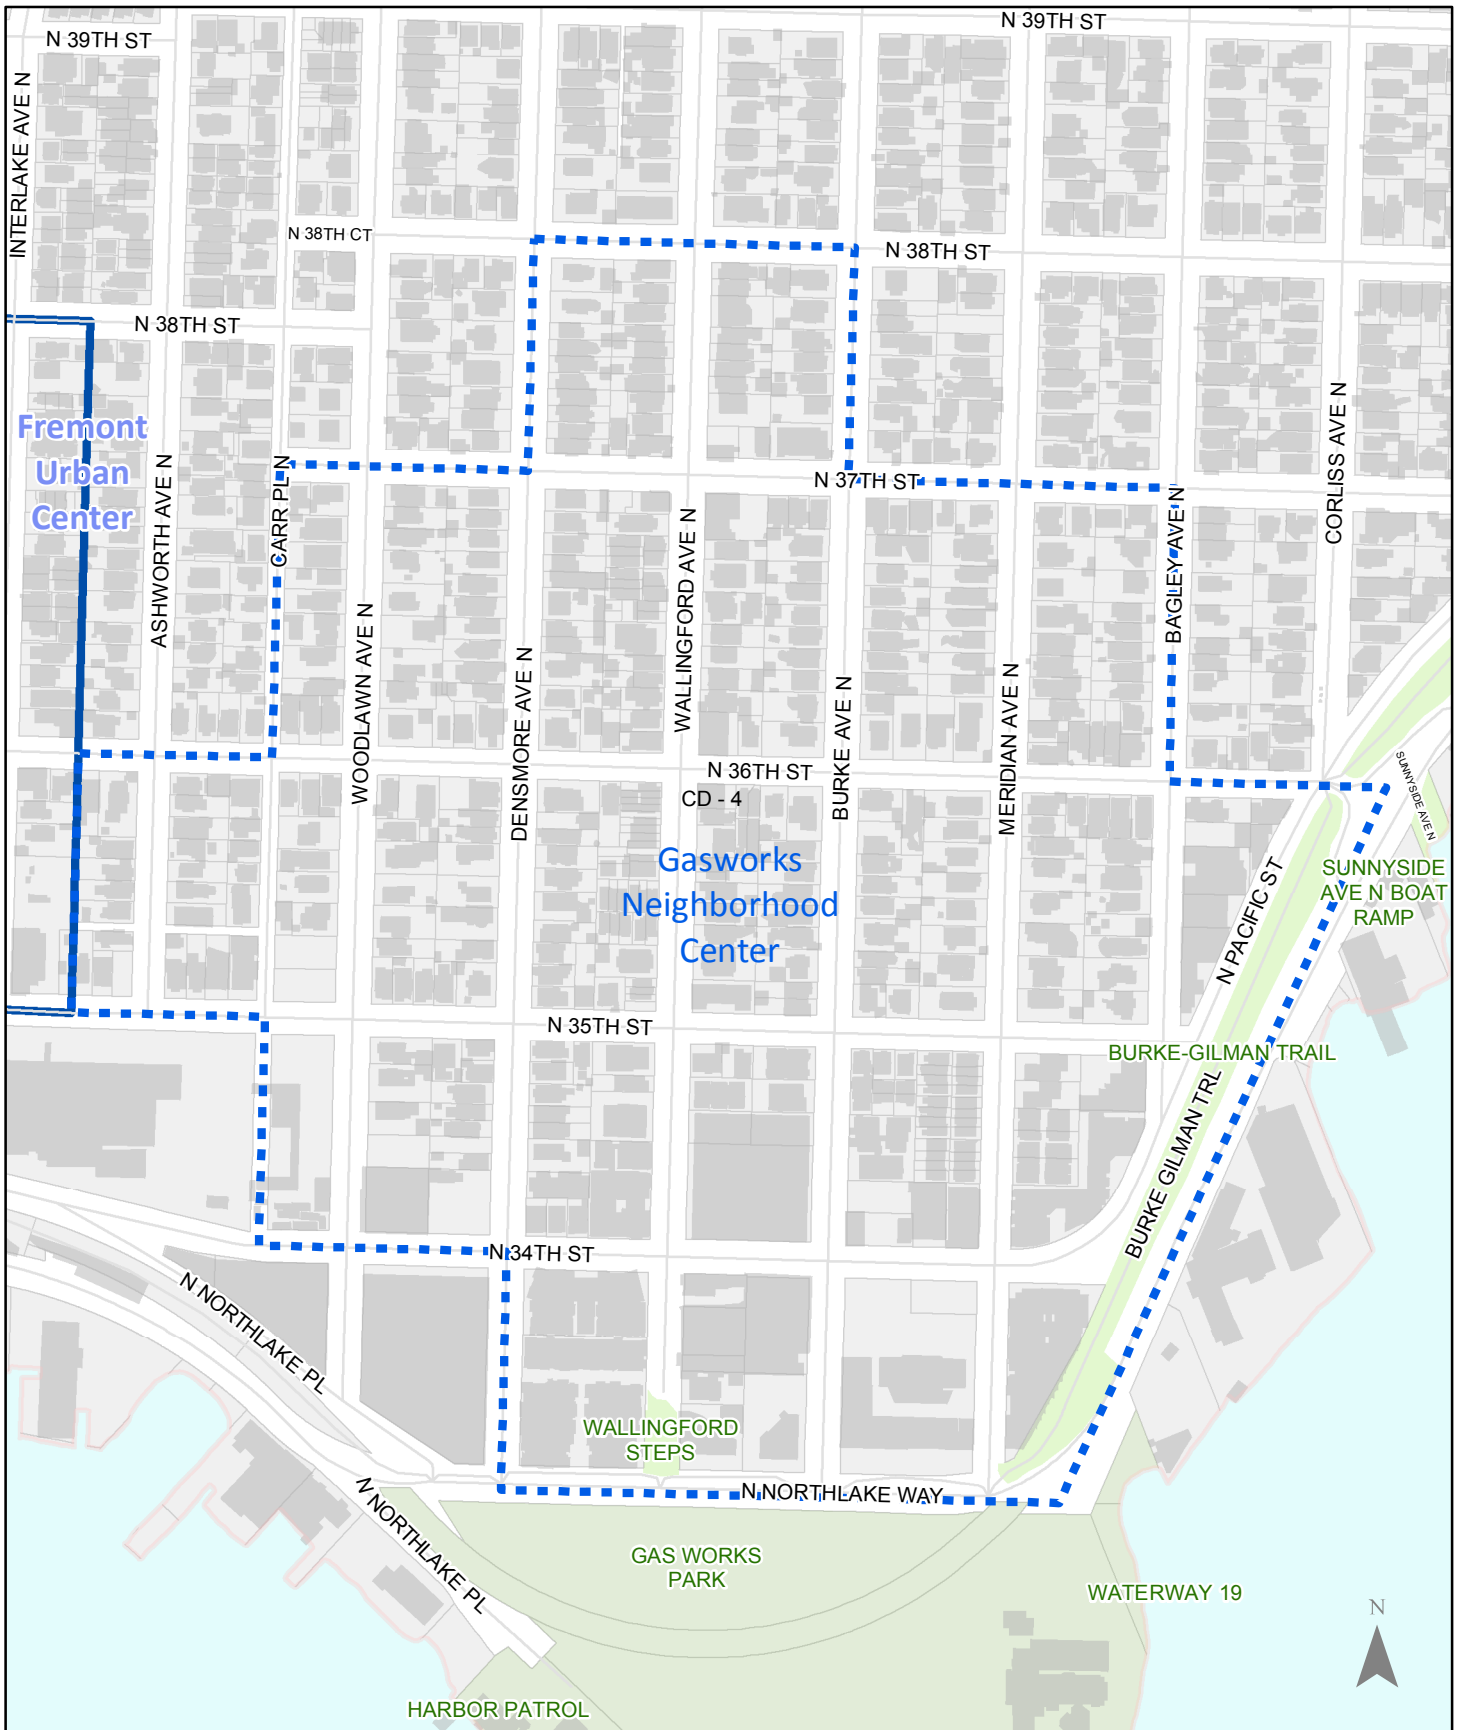 N 39TH ST
N 39TH ST
INTERLAKE AVE N
N 38TH CT
N 38TH ST
N 38TH ST
Fremont
Urban
Center
ASHWORTH AVE N
CARR PL N
WOODLAWN AVE N
DENSMORE AVE N
WALLINGFORD AVE N
N 37TH ST
BURKE AVE N
MERIDIAN AVE N
BAGLEY AVE N
CORLISS AVE N
N 36TH ST
CD - 4
Gasworks
Neighborhood
Center
SUNNYSIDE AVE N
SUNNYSIDE
AVE N BOAT
RAMP
N PACIFIC ST
N 35TH ST
BURKE-GILMAN TRAIL
BURKE GILMAN TRL
N 34TH ST
N NORTHLAKE PL
WALLINGFORD
STEPS
N NORTHLAKE WAY
N NORTHLAKE PL
GAS WORKS
PARK
WATERWAY 19
N
HARBOR PATROL